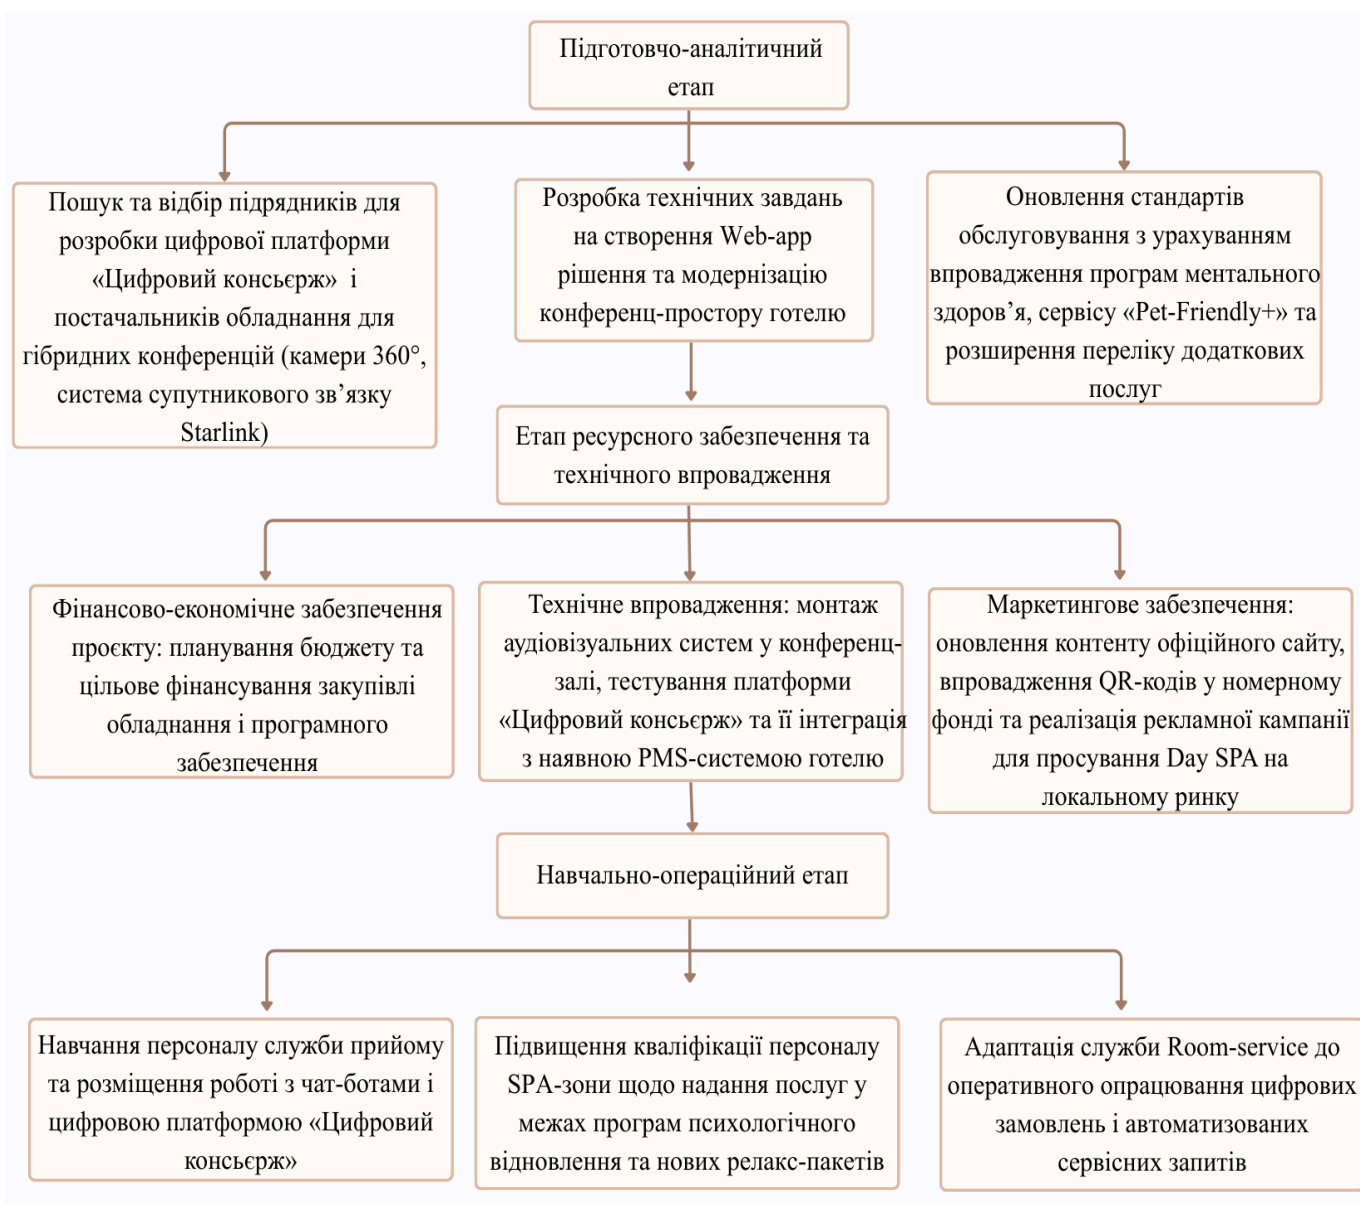 Підготовчо-аналітичний
етап
Пошук та відбір підрядників для
розробки цифрової платформи
«Цифровий консьєрж» і
постачальників обладнання для
гібридних конференцій (камери 360°,
система супутникового зв’язку
Starlink)
Розробка технічних завдань
на створення Web-app
рішення та модернізацію
конференц-простору готелю
Оновлення стандартів
обслуговування з урахуванням
впровадження програм ментального
здоров’я, сервісу «Pet-Friendly+» та
розширення переліку додаткових
послуг
Етап ресурсного забезпечення та
технічного впровадження
Фінансово-економічне забезпечення
проєкту: планування бюджету та
цільове фінансування закупівлі
обладнання і програмного
забезпечення
Технічне впровадження: монтаж
аудіовізуальних систем у конференц-
залі, тестування платформи
«Цифровий консьєрж» та її інтеграція
з наявною PMS-системою готелю
Маркетингове забезпечення:
оновлення контенту офіційного сайту,
впровадження QR-кодів у номерному
фонді та реалізація рекламної кампанії
для просування Day SPA на
локальному ринку
Навчально-операційний етап
Навчання персоналу служби прийому
та розміщення роботі з чат-ботами і
цифровою платформою «Цифровий
консьєрж»
Підвищення кваліфікації персоналу
SPA-зони щодо надання послуг у
межах програм психологічного
відновлення та нових релакс-пакетів
Адаптація служби Room-service до
оперативного опрацювання цифрових
замовлень і автоматизованих
сервісних запитів